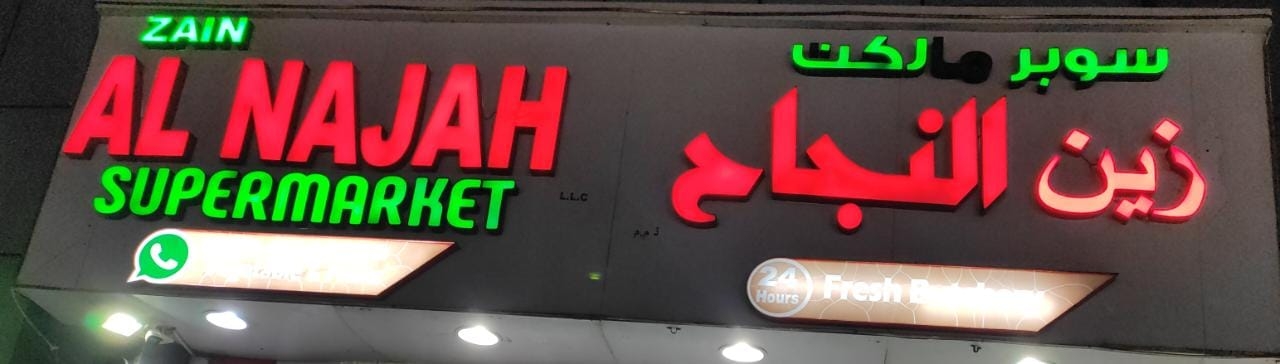 ZAIN
AL NAJAH
SUPERMARKET
L.L.C
سوبر ماركت
زين النجاح
ذ.م.م
24
Hours
Fresh